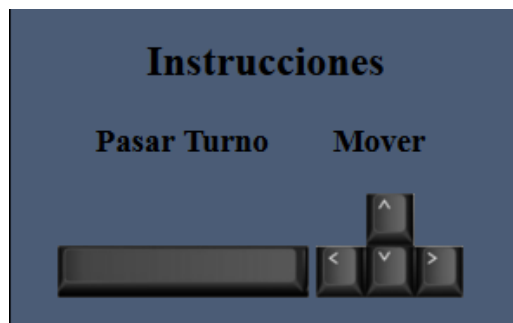 Instrucciones
Pasar Turno Mover
^
< v >